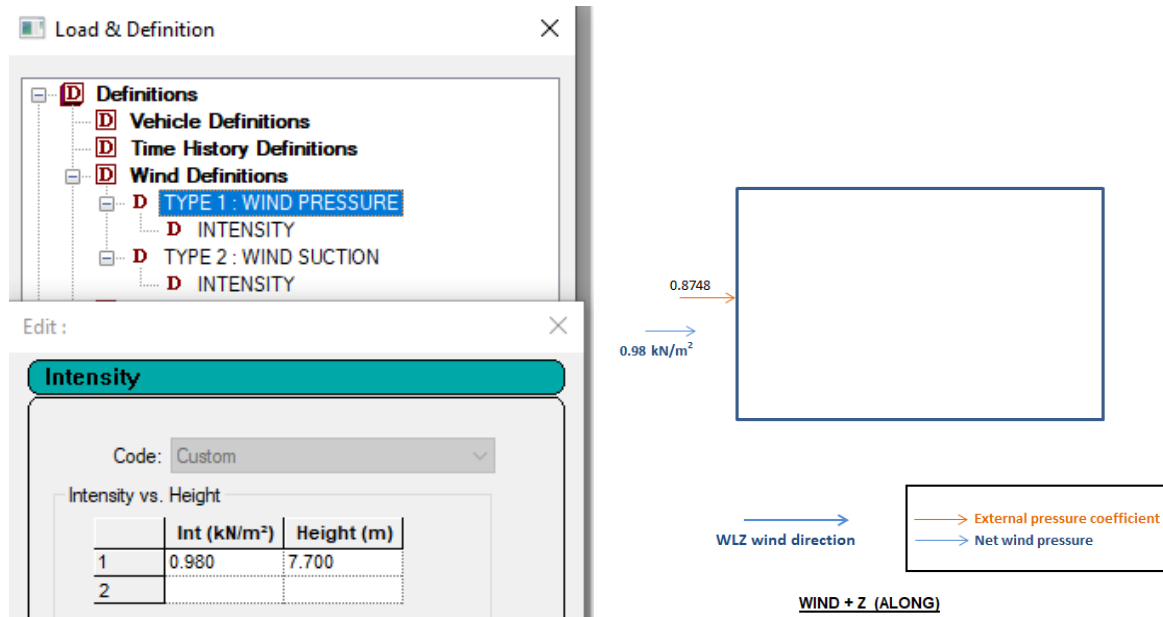 Load & Definition
Definitions
Vehicle Definitions
Time History Definitions
Wind Definitions
TYPE 1 : WIND PRESSURE
INTENSITY
TYPE 2 : WIND SUCTION
INTENSITY
Edit :
Intensity
Code: Custom
Intensity vs. Height
Int (kN/m²) Height (m)
1 0.980 7.700
2
0.8748
0.98 kN/m²
WLZ wind direction
External pressure coefficient
Net wind pressure
WIND + Z (ALONG)